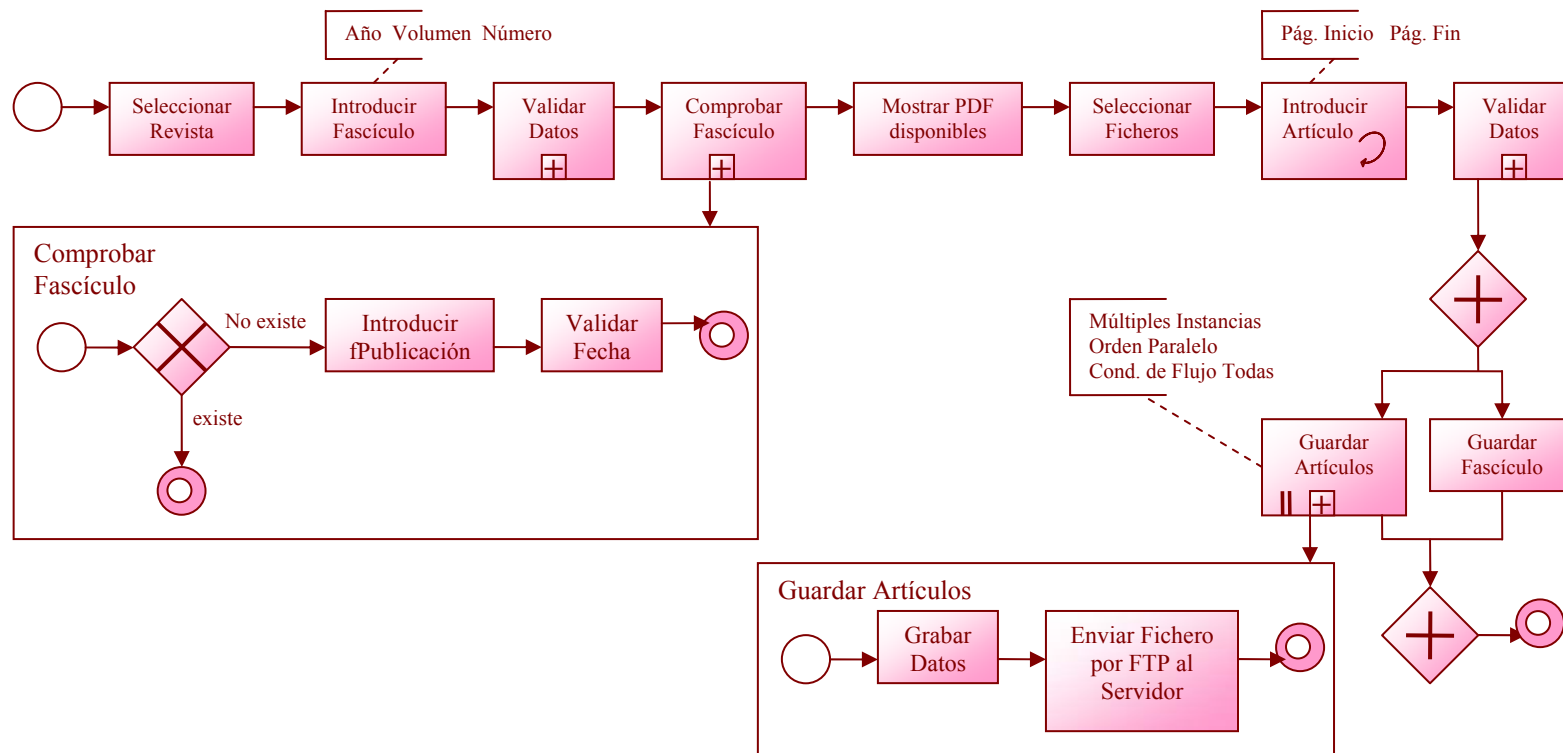 Año Volumen Número
Pág. Inicio Pág. Fin
Seleccionar
Revista
Introducir
Fascículo
Validar
Datos
Comprobar
Fascículo
Mostrar PDF
disponibles
Seleccionar
Ficheros
Introducir
Artículo
Validar
Datos
Comprobar
Fascículo
No existe
Introducir
fPublicación
Validar
Fecha
existe
Múltiples Instancias
Orden Paralelo
Cond. de Flujo Todas
Guardar
Artículos
Guardar
Fascículo
Guardar Artículos
Grabar
Datos
Enviar Fichero
por FTP al
Servidor